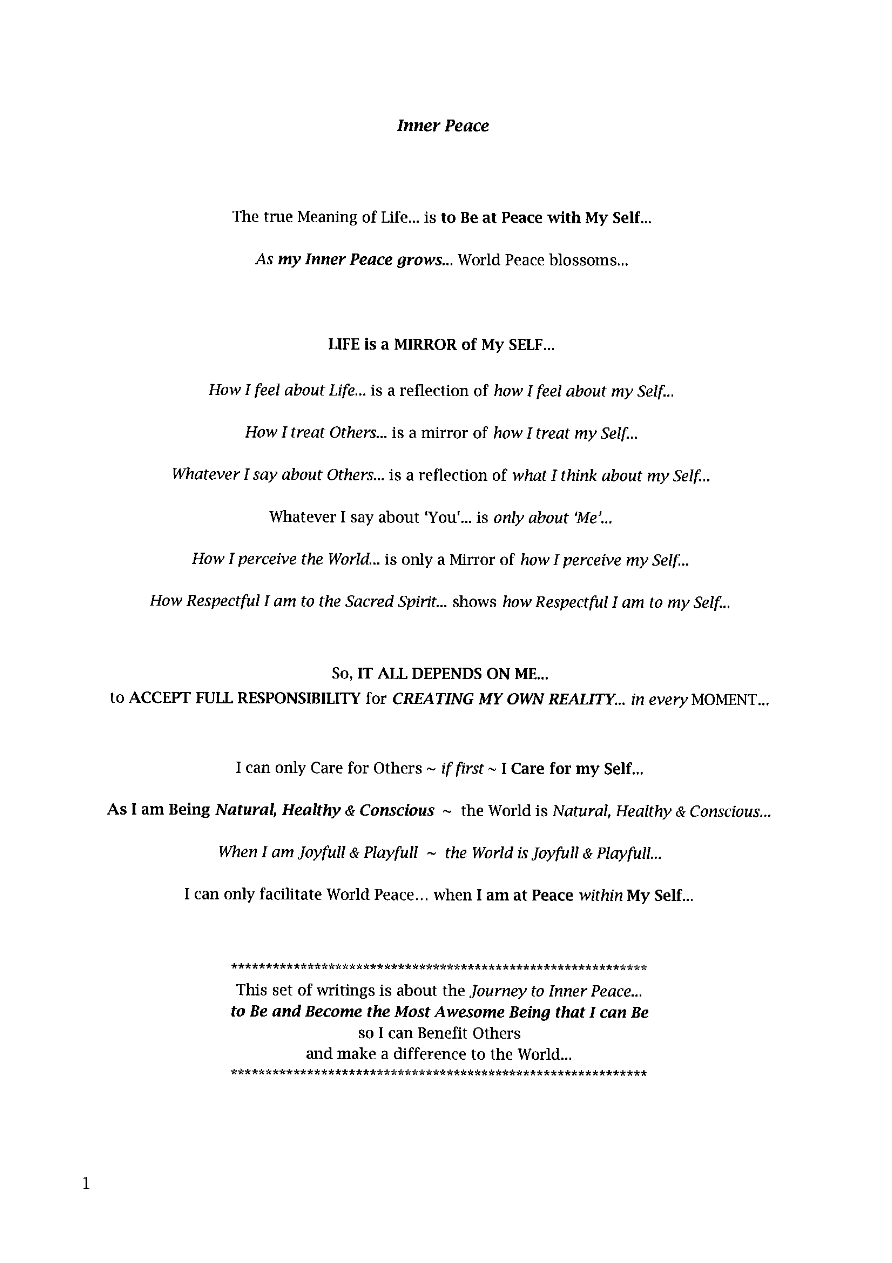 Inner Peace
The true Meaning of Life... is to Be at Peace with My Self...
As my Inner Peace grows... World Peace blossoms...
LIFE is a MIRROR of My SELF...
How I feel about Life... is a reflection of how I feel about my Self...
How I treat Others... is a mirror of how I treat my Self...
Whatever I say about Others... is a reflection of what I think about my Self...
Whatever I say about 'You'... is only about 'Me'...
How I perceive the World... is only a Mirror of how I perceive my Self...
How Respectful I am to the Sacred Spirit... shows how Respectful I am to my Self...
So, IT ALL DEPENDS ON ME...
to ACCEPT FULL RESPONSIBILITY for CREATING MY OWN REALITY... in every MOMENT...
I can only Care for Others ~ if first ~ I Care for my Self...
As I am Being Natural, Healthy & Conscious ~ the World is Natural, Healthy & Conscious...
When I am Joyfull & Playfull ~ the World is Joyfull & Playfull...
I can only facilitate World Peace... when I am at Peace within My Self...
************************************************************
This set of writings is about the Journey to Inner Peace...
to Be and Become the Most Awesome Being that I can Be
so I can Benefit Others
and make a difference to the World...
************************************************************
1